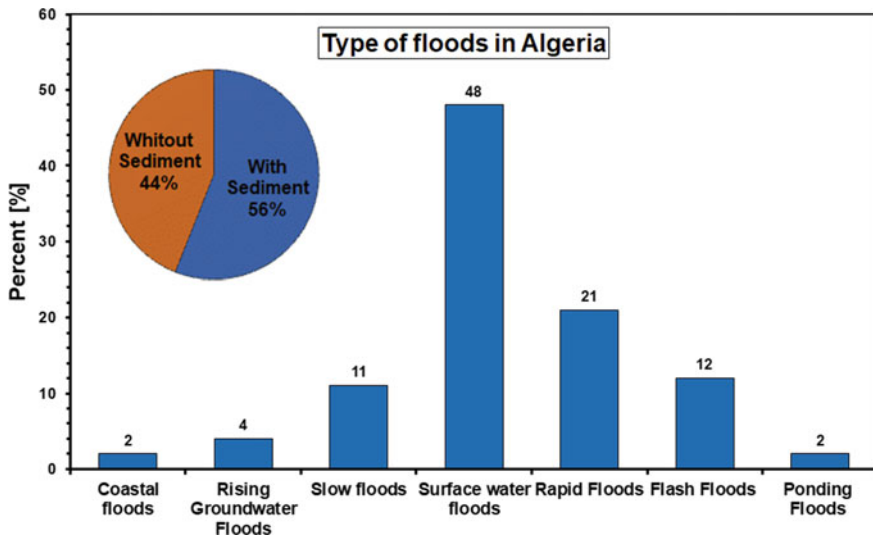 Type of floods in Algeria
Percent [%]
60
50
40
30
20
10
0
Whitout
Sediment
44%
With
Sediment
56%
2
4
11
48
21
12
2
Coastal
floods
Rising
Groundwater
Floods
Slow floods
Surface water
floods
Rapid Floods
Flash Floods
Ponding
Floods